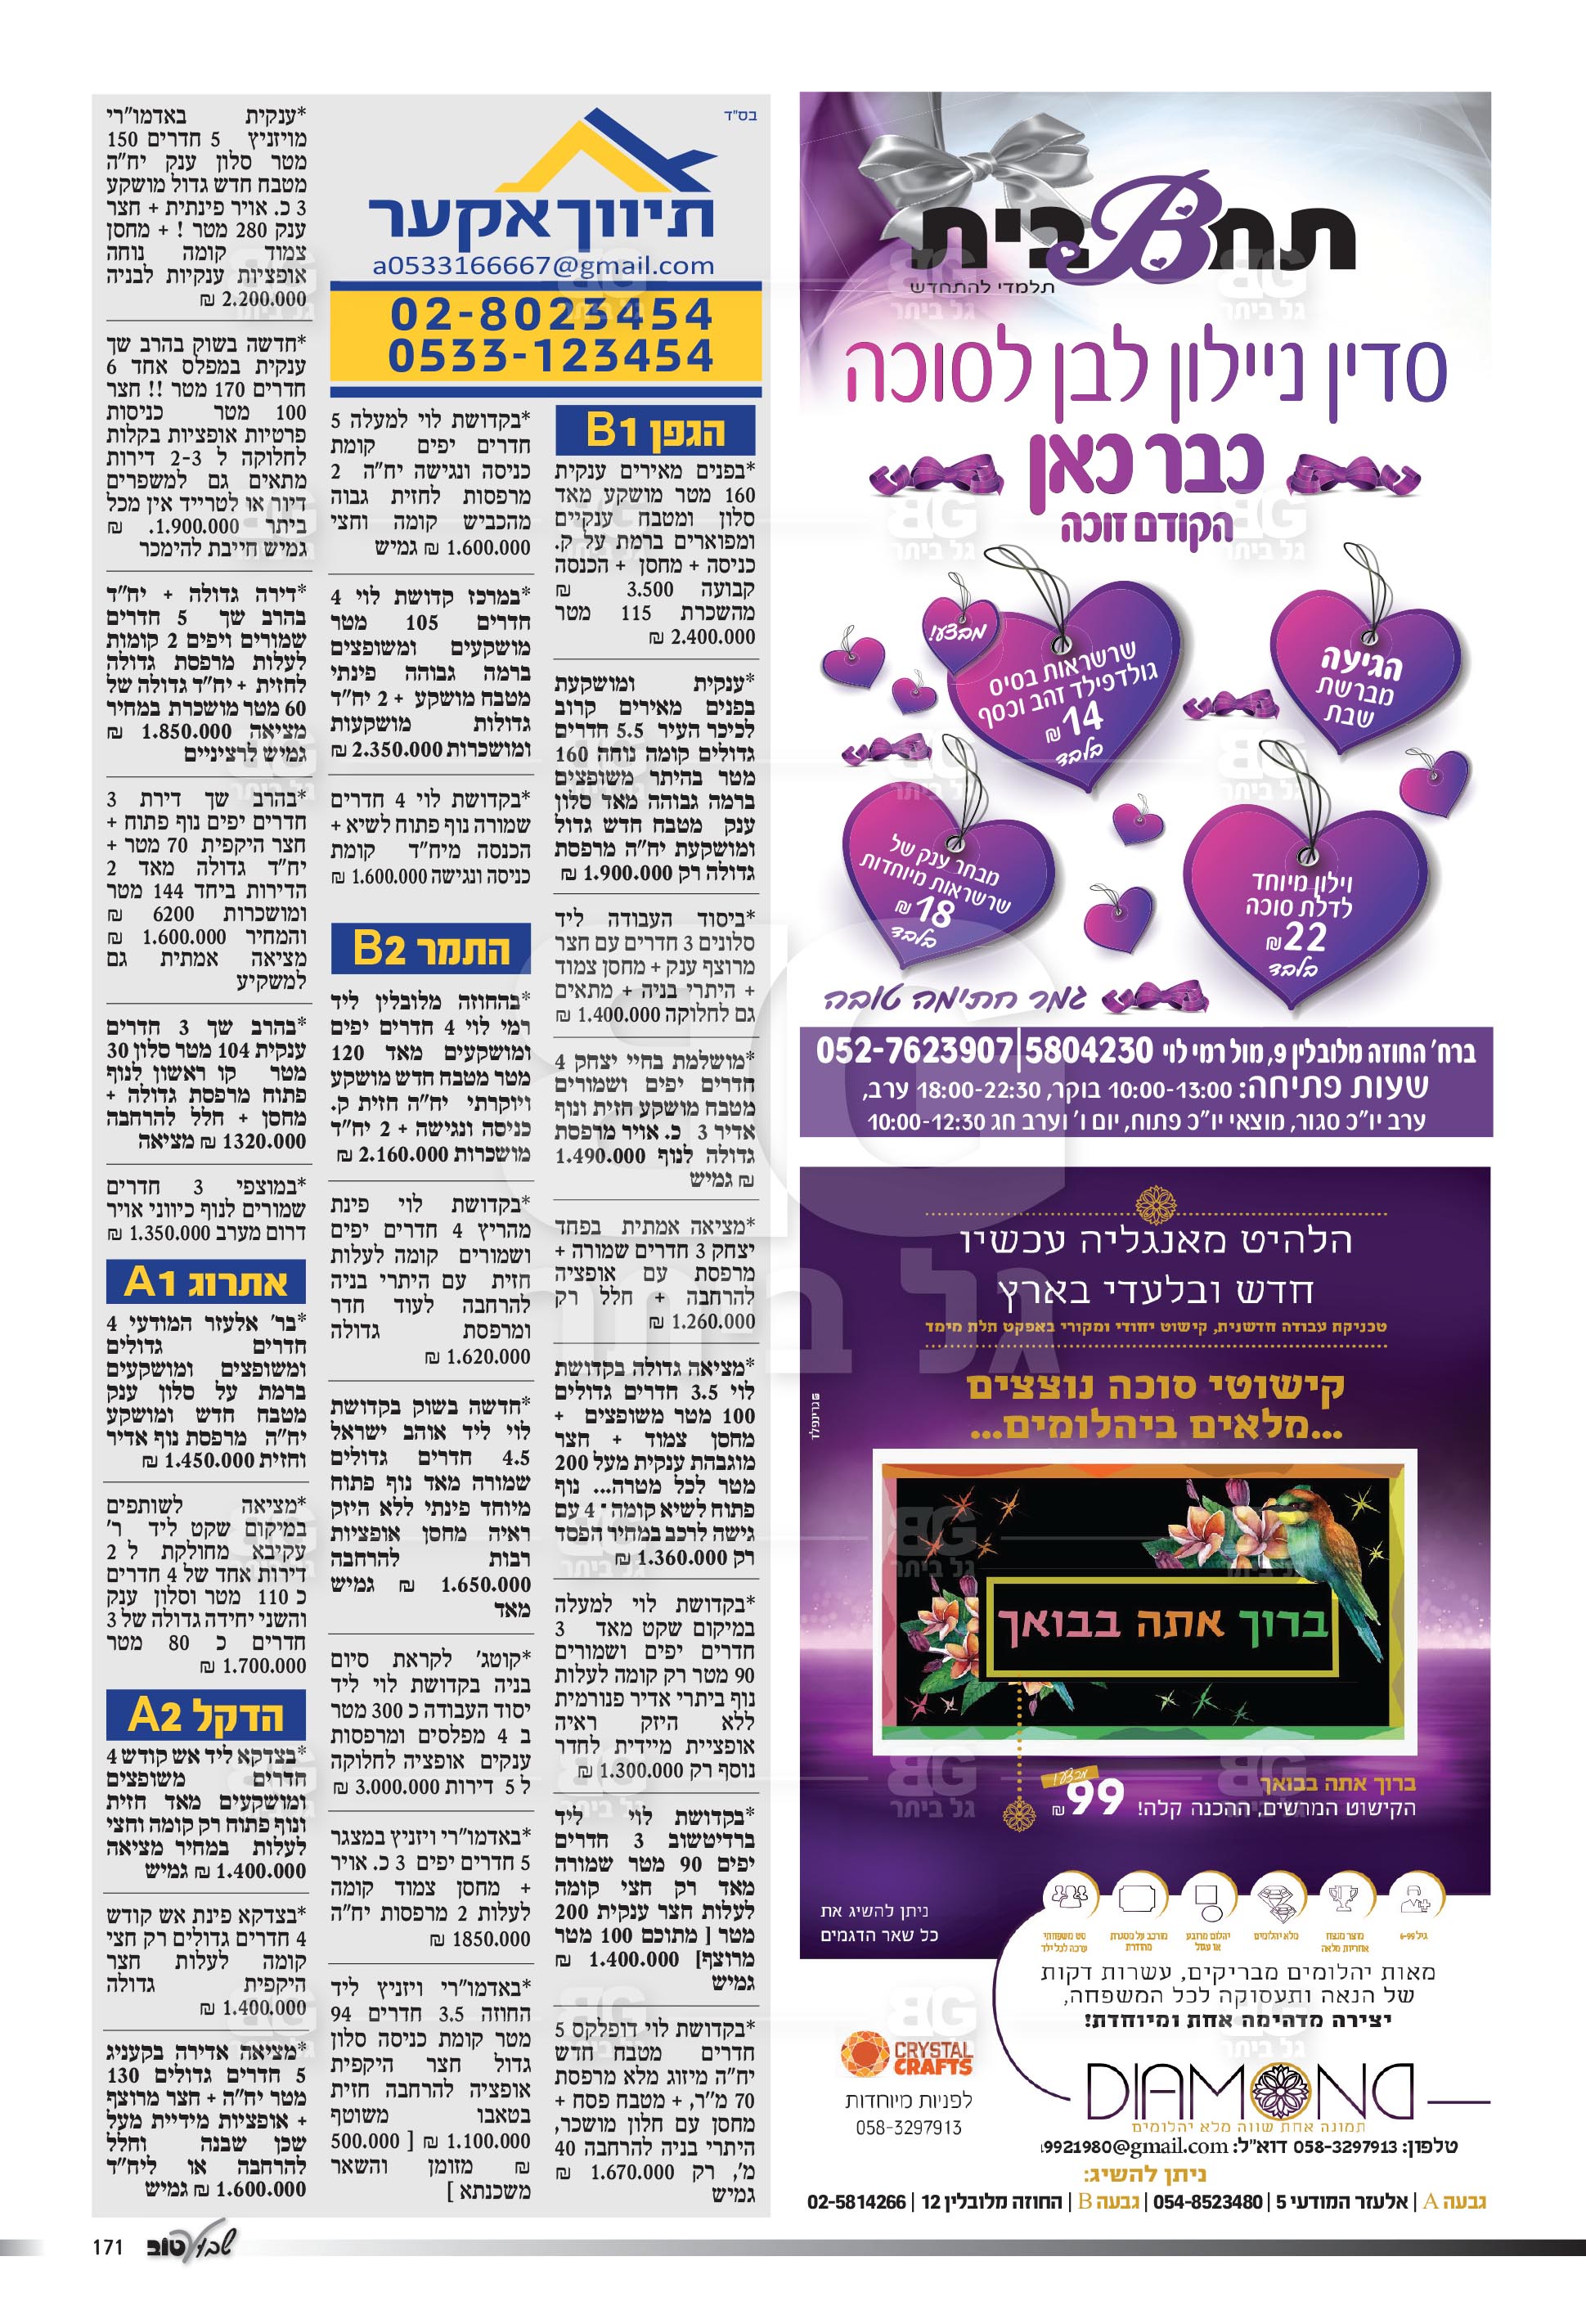 בס"ד
תיווך אקער
a0533166667@gmail.com
02-8023454
0533-123454
הגפן B1
*בפנים מאירים ענקית
160 מטר מושקע מאד
סלון ומטבח ענקיים
ומפוארים ברמת על ק.
כניסה + מחסן + הכנסה
קבועה 3.500 ₪
מהשכרת 115 מטר
2.400.000 ₪
*ענקית ומושקעת
בפנים מאירים קרוב
לכיכר העיר 5.5 חדרים
גדולים קומה נוחה 160
מטר בהיתר משופצים
ברמה גבוהה מאד סלון
ענק מטבח חדש גדול
ומושקעת יח"ה מרפסת
גדולה רק 1.900.000 ₪
*ביסוד העבודה ליד
סלונים 3 חדרים עם חצר
מרוצף ענק + מחסן צמוד
+ היתרי בניה + מתאים
גם לחלוקה 1.400.000 ₪
*מושלמת בחיי יצחק 4
חדרים יפים ושמורים
מטבח מושקע חזית ונוף
אדיר 3 כ. אויר מרפסת
גדולה לנוף 1.490.000
₪ גמיש
*מציאה אמתית בפחד
יצחק 3 חדרים שמורה +
מרפסת עם אופציה
להרחבה + חלל רק
1.260.000 ₪
*מציאה גדולה בקדושת
לוי 3.5 חדרים גדולים
100 מטר משופצים +
מחסן צמוד + חצר
מוגבהת ענקית מעל 200
מטר לכל מטרה... נוף
פתוח לשיא קומה - 4 עם
גישה לרכב במחיר הפסד
רק 1.360.000 ₪
*בקדושת לוי למעלה
במיקום שקט מאד 3
חדרים יפים ושמורים
90 מטר רק קומה לעלות
נוף ביתרי אדיר פנורמית
ללא היזק ראיה
אופציית מיידית לחדר
נוסף רק 1.300.000 ₪
*בקדושת לוי ליד
ברדיטשוב 3 חדרים
יפים 90 מטר שמורה
מאד רק חצי קומה
לעלות חצר ענקית 200
מטר [ מתוכם 100 מטר
מרוצף] 1.400.000 ₪
גמיש
*בקדושת לוי דופלקס 5
חדרים מטבח חדש
יח"ה מיזוג מלא מרפסת
70 מ"ר, + מטבח פסח +
מחסן עם חלון מושכר,
היתרי בניה להרחבה 40
מ', רק 1.670.000 ₪
גמיש
*בקדושת לוי למעלה 5
חדרים יפים קומת
כניסה ונגישה יח"ה 2
מרפסות לחזית גבוה
מהכביש קומה וחצי
1.600.000 ₪ גמיש
*במרכז קדושת לוי 4
חדרים 105 מטר
מושקעים ומשופצים
ברמה גבוהה פינתי
מטבח מושקע + 2 יח"ד
גדולות מושקעות
ומושכרות 2.350.000 ₪
*בקדושת לוי 4 חדרים
שמורה נוף פתוח לשיא +
הכנסה מיח"ד קומת
כניסה ונגישה 1.600.000 ₪
התמר B2
*בהחוזה מלובלין ליד
רמי לוי 4 חדרים יפים
ומושקעים מאד 120
מטר מטבח חדש מושקע
ויוקרתי יח"ה חזית ק.
כניסה ונגישה + 2 יח"ד
מושכרות 2.160.000 ₪
*בקדושת לוי פינת
מהריץ 4 חדרים יפים
ושמורים קומה לעלות
חזית עם היתרי בניה
להרחבה לעוד חדר
ומרפסת גדולה
1.620.000 ₪
*חדשה בשוק בקדושת
לוי ליד אוהב ישראל
4.5 חדרים גדולים
שמורה מאד נוף פתוח
מיוחד פינתי ללא היזק
ראיה מחסן אופציות
רבות להרחבה
1.650.000 ₪ גמיש
מאד
*קוטג' לקראת סיום
בניה בקדושת לוי ליד
יסוד העבודה כ 300 מטר
ב 4 מפלסים ומרפסות
ענקים אופציה לחלוקה
ל 5 דירות 3.000.000 ₪
*באדמו"רי ויזניץ במצגר
5 חדרים יפים 3 כ. אויר
+ מחסן צמוד קומה
לעלות 2 מרפסות יח"ה
1850.000 ₪
*באדמו"רי ויזניץ ליד
החוזה 3.5 חדרים 94
מטר קומת כניסה סלון
גדול חצר היקפית
אופציה להרחבה חזית
בטאבו משוטף
1.100.000 ₪ [ 500.000
₪ מזומן והשאר
משכנתא ]
*ענקית באדמו"רי
מויזניץ 5 חדרים 150
מטר סלון ענק יח"ה
מטבח חדש גדול מושקע
3 כ. אויר פינתית + חצר
ענק 280 מטר ! + מחסן
צמוד קומה נוחה
אופציות ענקיות לבניה
2.200.000 ₪
*חדשה בשוק בהרב שך
ענקית במפלס אחד 6
חדרים 170 מטר !! חצר
100 מטר כניסות
פרטיות אופציות בקלות
לחלוקה ל 2-3 דירות
מתאים גם למשפרים
דיור או לטרייד אין מכל
ביתר 1.900.000. ₪
גמיש חייבת להימכר
*דירה גדולה + יח"ד
בהרב שך 5 חדרים
שמורים ויפים 2 קומות
לעלות מרפסת גדולה
לחזית + יח"ד גדולה של
60 מטר מושכרת במחיר
מציאה 1.850.000 ₪
גמיש לרציניים
*בהרב שך דירת 3
חדרים יפים נוף פתוח +
חצר היקפית 70 מטר +
יח"ד גדולה מאד 2
הדירות ביחד 144 מטר
ומושכרות 6200 ₪
והמחיר 1.600.000 ₪
מציאה אמתית גם
למשקיע
*בהרב שך 3 חדרים
ענקית 104 מטר סלון 30
מטר קו ראשון לנוף
פתוח מרפסת גדולה +
מחסן + חלל להרחבה
1320.000 ₪ מציאה
*במוצפי 3 חדרים
שמורים לנוף כיווני אויר
דרום מערב 1.350.000 ₪
אתרוג A1
*בר' אלעזר המודעי 4
חדרים גדולים
ומשופצים ומושקעים
ברמת על סלון ענק
מטבח חדש ומושקע
יח"ה מרפסת נוף אדיר
וחזית 1.450.000 ₪
*מציאה לשותפים
במיקום שקט ליד ר'
עקיבא מחולקת ל 2
דירות אחד של 4 חדרים
כ 110 מטר וסלון ענק
והשני יחידה גדולה של 3
חדרים כ 80 מטר
1.700.000 ₪
הדקל A2
*בצדקא ליד אש קודש 4
חדרים משופצים
ומושקעים מאד חזית
ונוף פתוח רק קומה וחצי
לעלות במחיר מציאה
1.400.000 ₪ גמיש
*בצדקא פינת אש קודש
4 חדרים גדולים רק חצי
קומה לעלות חצר
היקפית גדולה
1.400.000 ₪
*מציאה אדירה בקעניג
5 חדרים גדולים 130
מטר יח"ה + חצר מרוצף
+ אופציות מידיית מעל
שכן שבנה וחלל
להרחבה או ליח"ד
1.600.000 ₪ גמיש
תחBבית
תלמדי להתחדש
סדין ניילון לבן לסוכה
כבר כאן
הקודם זוכה
מבצע!
שרשראות בסיס
גולדפילד זהב וכסף
14 ₪
בלבד
הגיעה
מברשת
שבת
מבחר ענק של
שרשראות מיוחדות
18 ₪
בלבד
וילון מיוחד
לדלת סוכה
22 ₪
בלבד
גמר חתימה טובה
ברח' החוזה מלובלין 9, מול רמי לוי 5804230 | 052-7623907
שעות פתיחה: 10:00-13:00 בוקר, 18:00-22:30 ערב,
ערב יו"כ סגור, מוצאי יו"כ פתוח, יום ו' וערב חג 10:00-12:30
הלהיט מאנגליה עכשיו
חדש ובלעדי בארץ
טכניקת עבודה חדשנית, קישוט יחודי ומקורי באפקט תלת מימד
קישוטי סוכה נוצצים
...מלאים ביהלומים...
גרינפלד
ברוך אתה בבואך
ברוך אתה בבואך
הקישוט המרשים, ההכנה קלה!
מבצע!
99 ₪
ניתן להשיג את
כל שאר הדגמים
גיל 6-99
מוצר מנצח
אחריות מלאה
מלא יהלומים
יהלום מרובע
או עגול
מורכב על מסגרת
מהודרת
סט משפחתי
ערכה לכל ילד
מאות יהלומים מבריקים, עשרות דקות
של הנאה ותעסוקה לכל המשפחה,
יצירה מדהימה אחת ומיוחדת!
CRYSTAL
CRAFTS
לפניות מיוחדות
058-3297913
DIAMOND
תמונה אחת שווה מלא יהלומים
טלפון: 058-3297913 דוא"ל: 9921980@gmail.com
ניתן להשיג:
גבעה A | אלעזר המודעי 5 | 054-8523480 | גבעה B | החוזה מלובלין 12 | 02-5814266
שבוע טוב
171
BG
גל ביתר